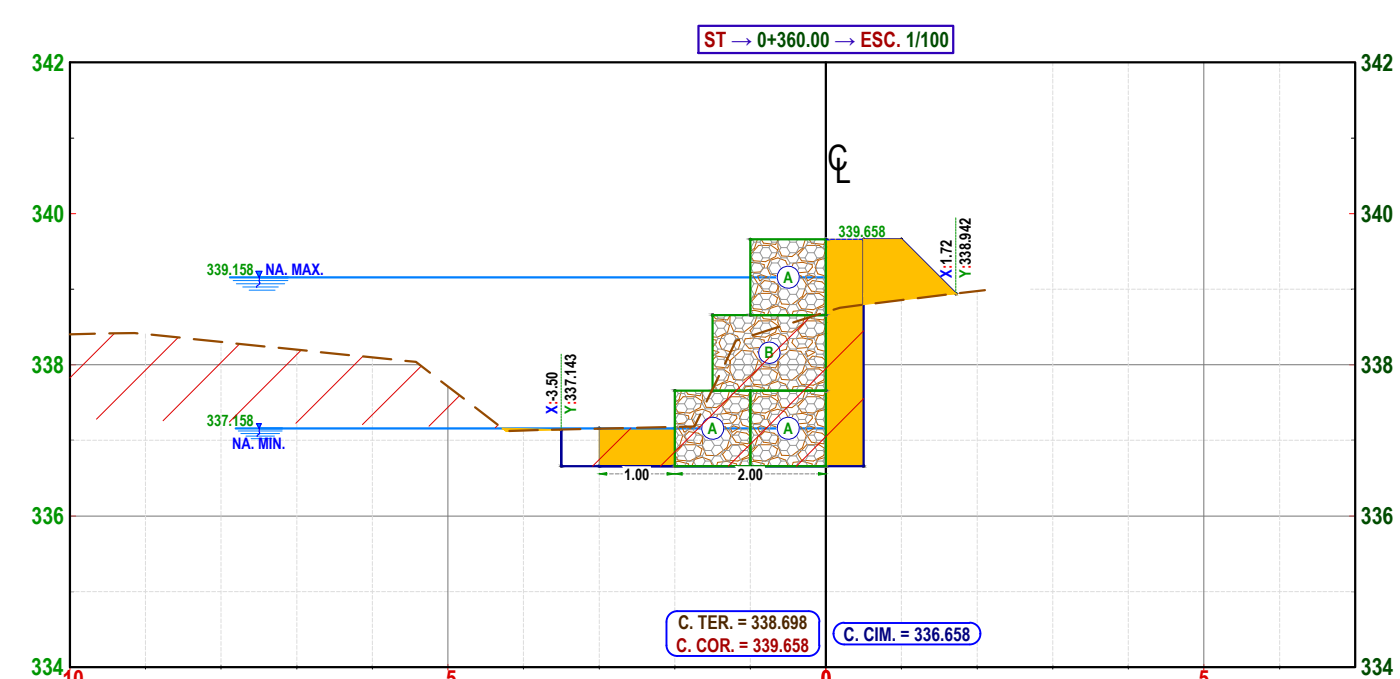 ST → 0+360.00 → ESC. 1/100
342
342
℄
340
340
339.658
X:1.72
Y:338.942
339.158
NA. MAX.
A
B
338
338
X:-3.50
Y:337.143
337.158
NA. MIN.
A
A
1.00
2.00
336
336
C. TER. = 338.698
C. COR. = 339.658
C. CIM. = 336.658
334
334
10
5
0
5